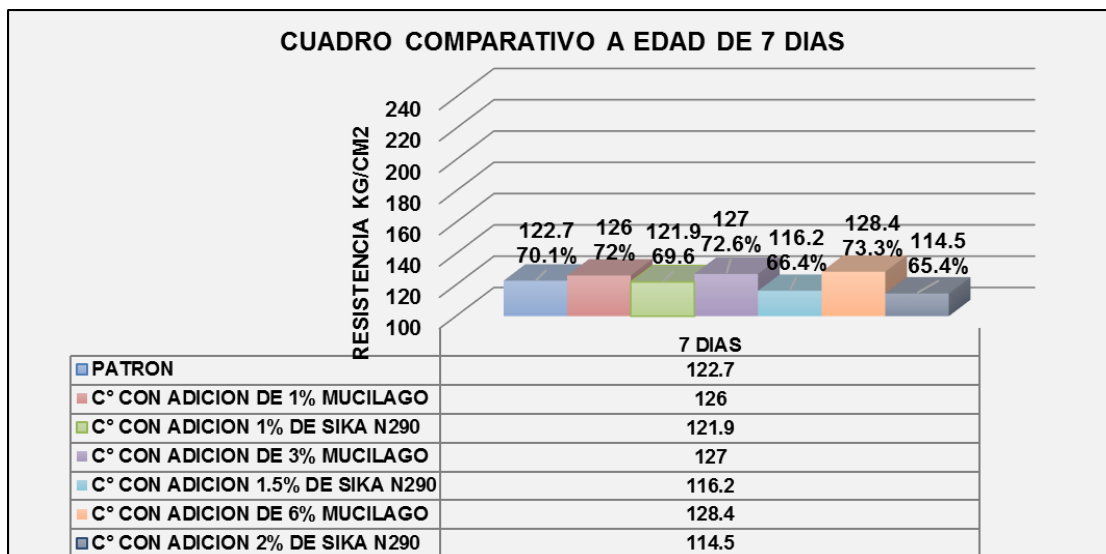 CUADRO COMPARATIVO A EDAD DE 7 DIAS
RESISTENCIA KG/CM2
240
220
200
180
160
140
120
100
122.7
70.1%
126
72%
121.9
69.6
127
72.6%
116.2
66.4%
128.4
73.3%
114.5
65.4%
7 DIAS
PATRON 122.7
C° CON ADICION DE 1% MUCILAGO 126
C° CON ADICION 1% DE SIKA N290 121.9
C° CON ADICION DE 3% MUCILAGO 127
C° CON ADICION 1.5% DE SIKA N290 116.2
C° CON ADICION DE 6% MUCILAGO 128.4
C° CON ADICION 2% DE SIKA N290 114.5